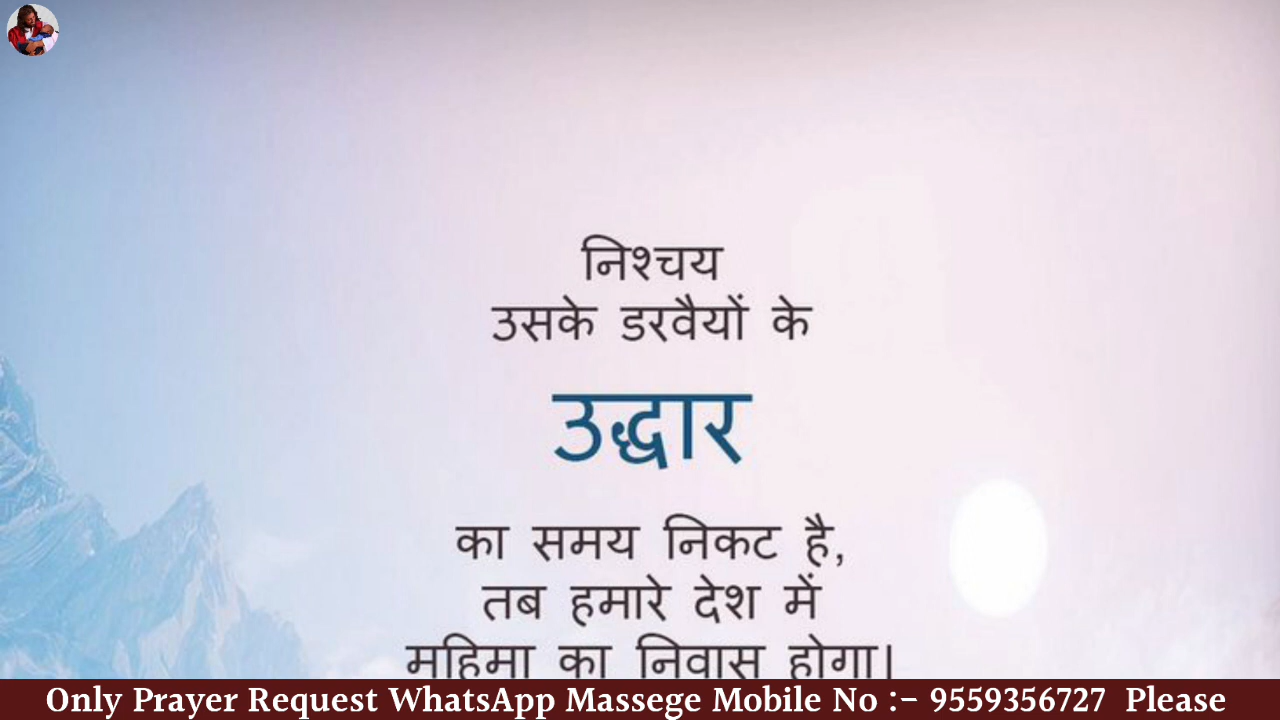 निश्चय
उसके डरवैयों के
उद्धार
का समय निकट है,
तब हमारे देश में
महिमा का निवास होगा।
Only Prayer Request WhatsApp Massege Mobile No :- 9559356727 Please